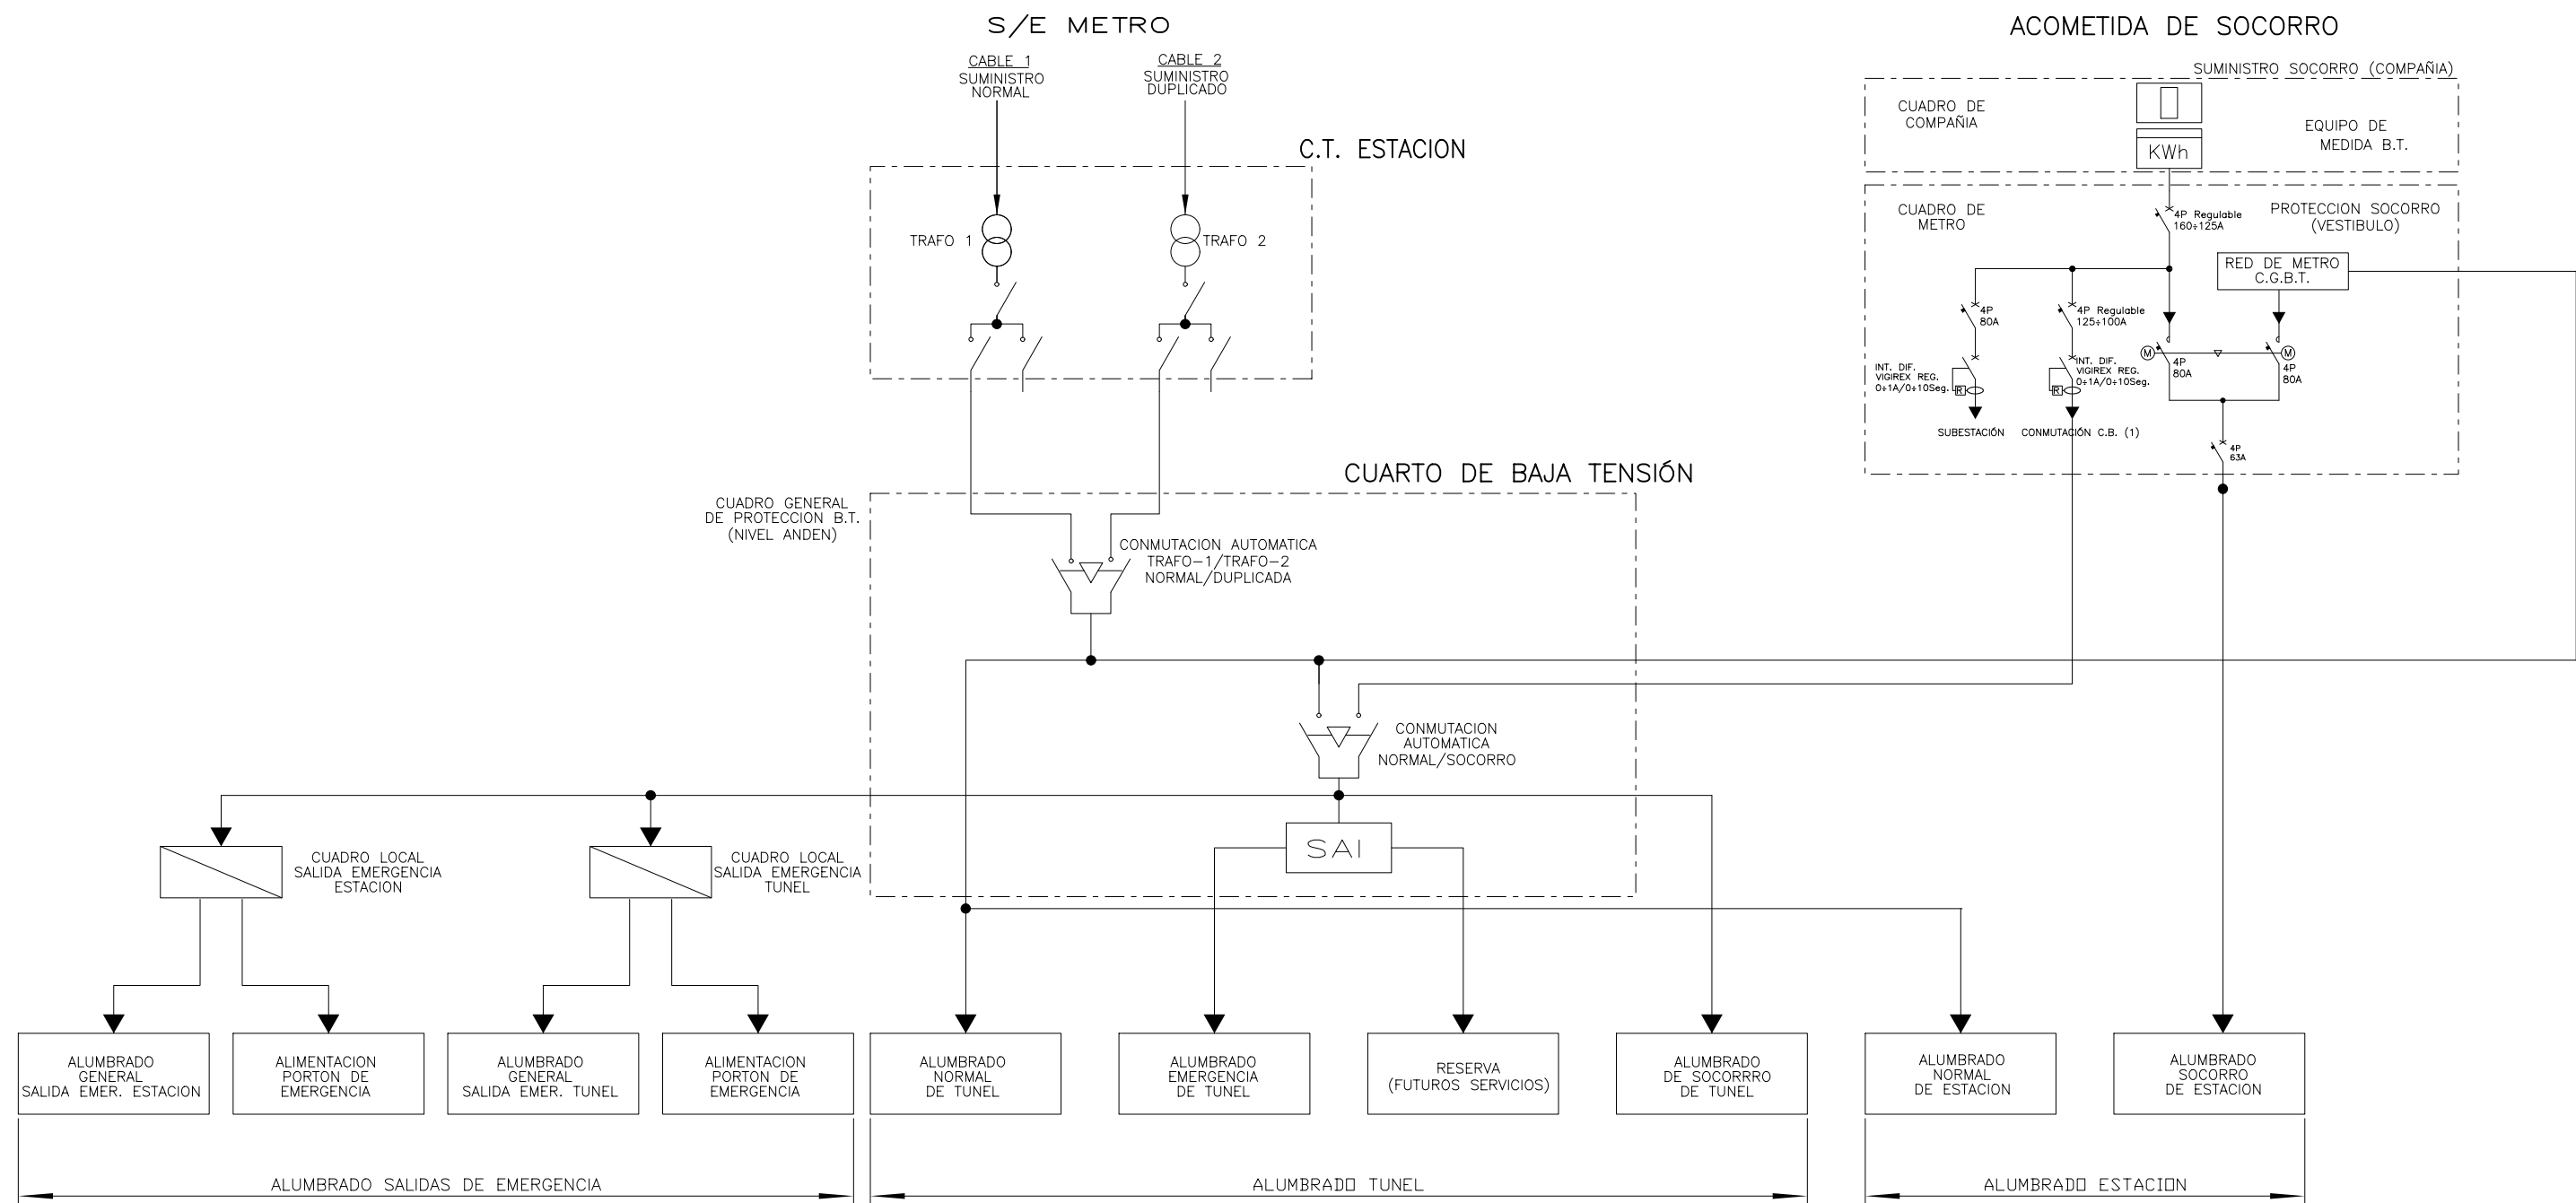 S/E METRO
ACOMETIDA DE SOCORRO
CABLE 1
SUMINISTRO
NORMAL
CABLE 2
SUMINISTRO
DUPLICADO
SUMINISTRO SOCORRO (COMPAÑIA)
CUADRO DE
COMPAÑIA
EQUIPO DE
MEDIDA B.T.
KWh
C.T. ESTACION
TRAFO 1
TRAFO 2
CUADRO DE
METRO
4P Regulable
160÷125A
PROTECCION SOCORRO
(VESTIBULO)
RED DE METRO
C.G.B.T.
4P
80A
4P Regulable
125÷100A
M
4P
80A
M
4P
80A
INT. DIF.
VIGIREX REG.
0÷1A/0÷10Seg.
R
INT. DIF.
VIGIREX REG.
0÷1A/0÷10Seg.
R
SUBESTACIÓN
CONMUTACIÓN C.B. (1)
4P
63A
CUARTO DE BAJA TENSIÓN
CUADRO GENERAL
DE PROTECCION B.T.
(NIVEL ANDEN)
CONMUTACION AUTOMATICA
TRAFO-1/TRAFO-2
NORMAL/DUPLICADA
CONMUTACION
AUTOMATICA
NORMAL/SOCORRO
SAI
CUADRO LOCAL
SALIDA EMERGENCIA
ESTACION
CUADRO LOCAL
SALIDA EMERGENCIA
TUNEL
ALUMBRADO
GENERAL
SALIDA EMER. ESTACION
ALIMENTACION
PORTON DE
EMERGENCIA
ALUMBRADO
GENERAL
SALIDA EMER. TUNEL
ALIMENTACION
PORTON DE
EMERGENCIA
ALUMBRADO
NORMAL
DE TUNEL
ALUMBRADO
EMERGENCIA
DE TUNEL
RESERVA
(FUTUROS SERVICIOS)
ALUMBRADO
DE SOCORRRO
DE TUNEL
ALUMBRADO
NORMAL
DE ESTACION
ALUMBRADO
SOCORRO
DE ESTACION
ALUMBRADO SALIDAS DE EMERGENCIA
ALUMBRADO TUNEL
ALUMBRADO ESTACION